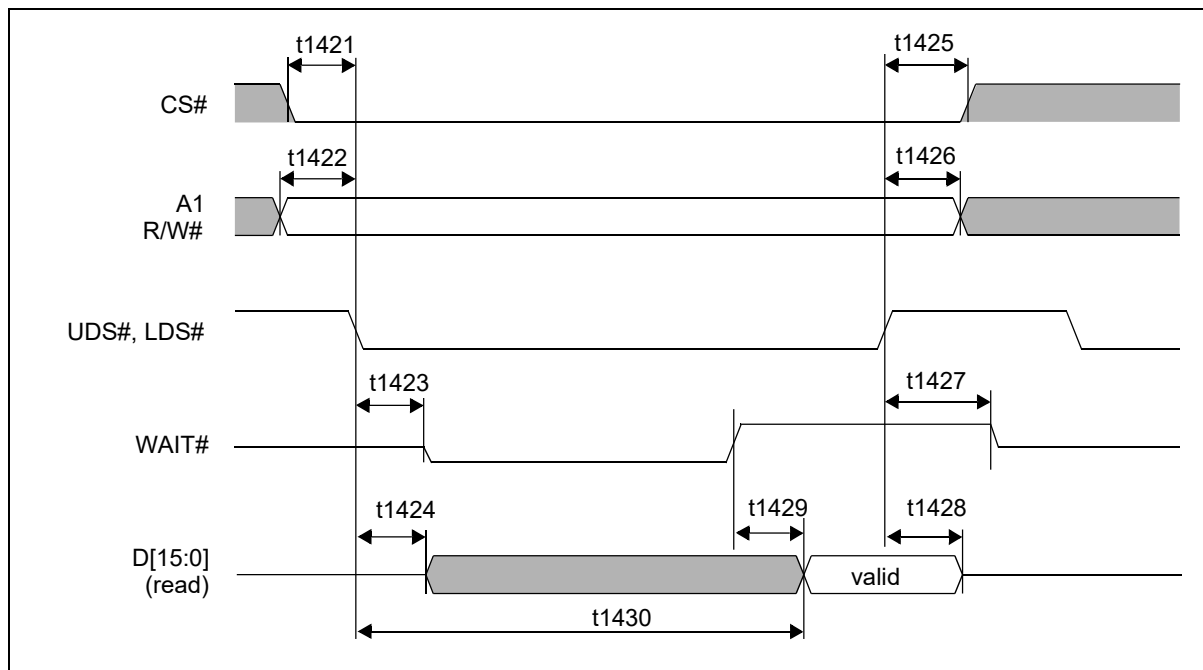 t1421
t1425
CS#
t1422
t1426
A1
R/W#
UDS#, LDS#
t1423
t1427
WAIT#
t1424
t1429
t1428
D[15:0]
(read)
valid
t1430